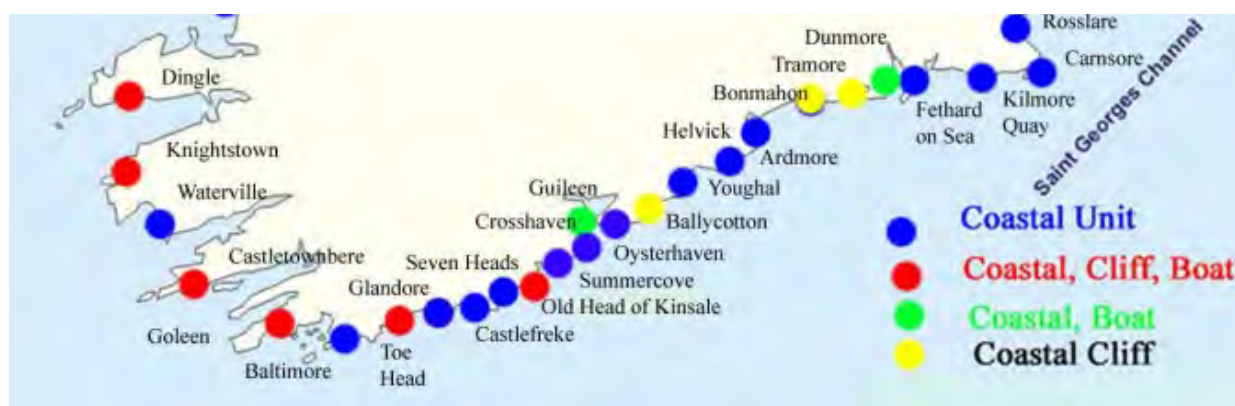 Rosslare
Dunmore
Carnsore
Dingle
Tramore
Bonmahon
Saint Georges Channel
Fethard
on Sea
Kilmore
Quay
Helvick
Ardmore
Knightstown
Waterville
Guileen
Youghal
Crosshaven
Ballycotton
Coastal Unit
Oysterhaven
Castletownbere
Seven Heads
Summercove
Coastal, Cliff, Boat
Glandore
Old Head of Kinsale
Goleen
Castlefreke
Coastal, Boat
Toe
Head
Baltimore
Coastal Cliff